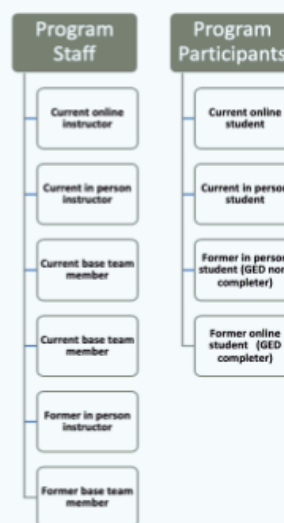 Program
Staff
Current online
instructor
Current in person
instructor
Current base team
member
Current base team
member
Former in person
instructor
Former base team
member
Program
Participants
Current online
student
Current in person
student
Former in person
student (GED non
completer)
Former online
student (GED
completer)